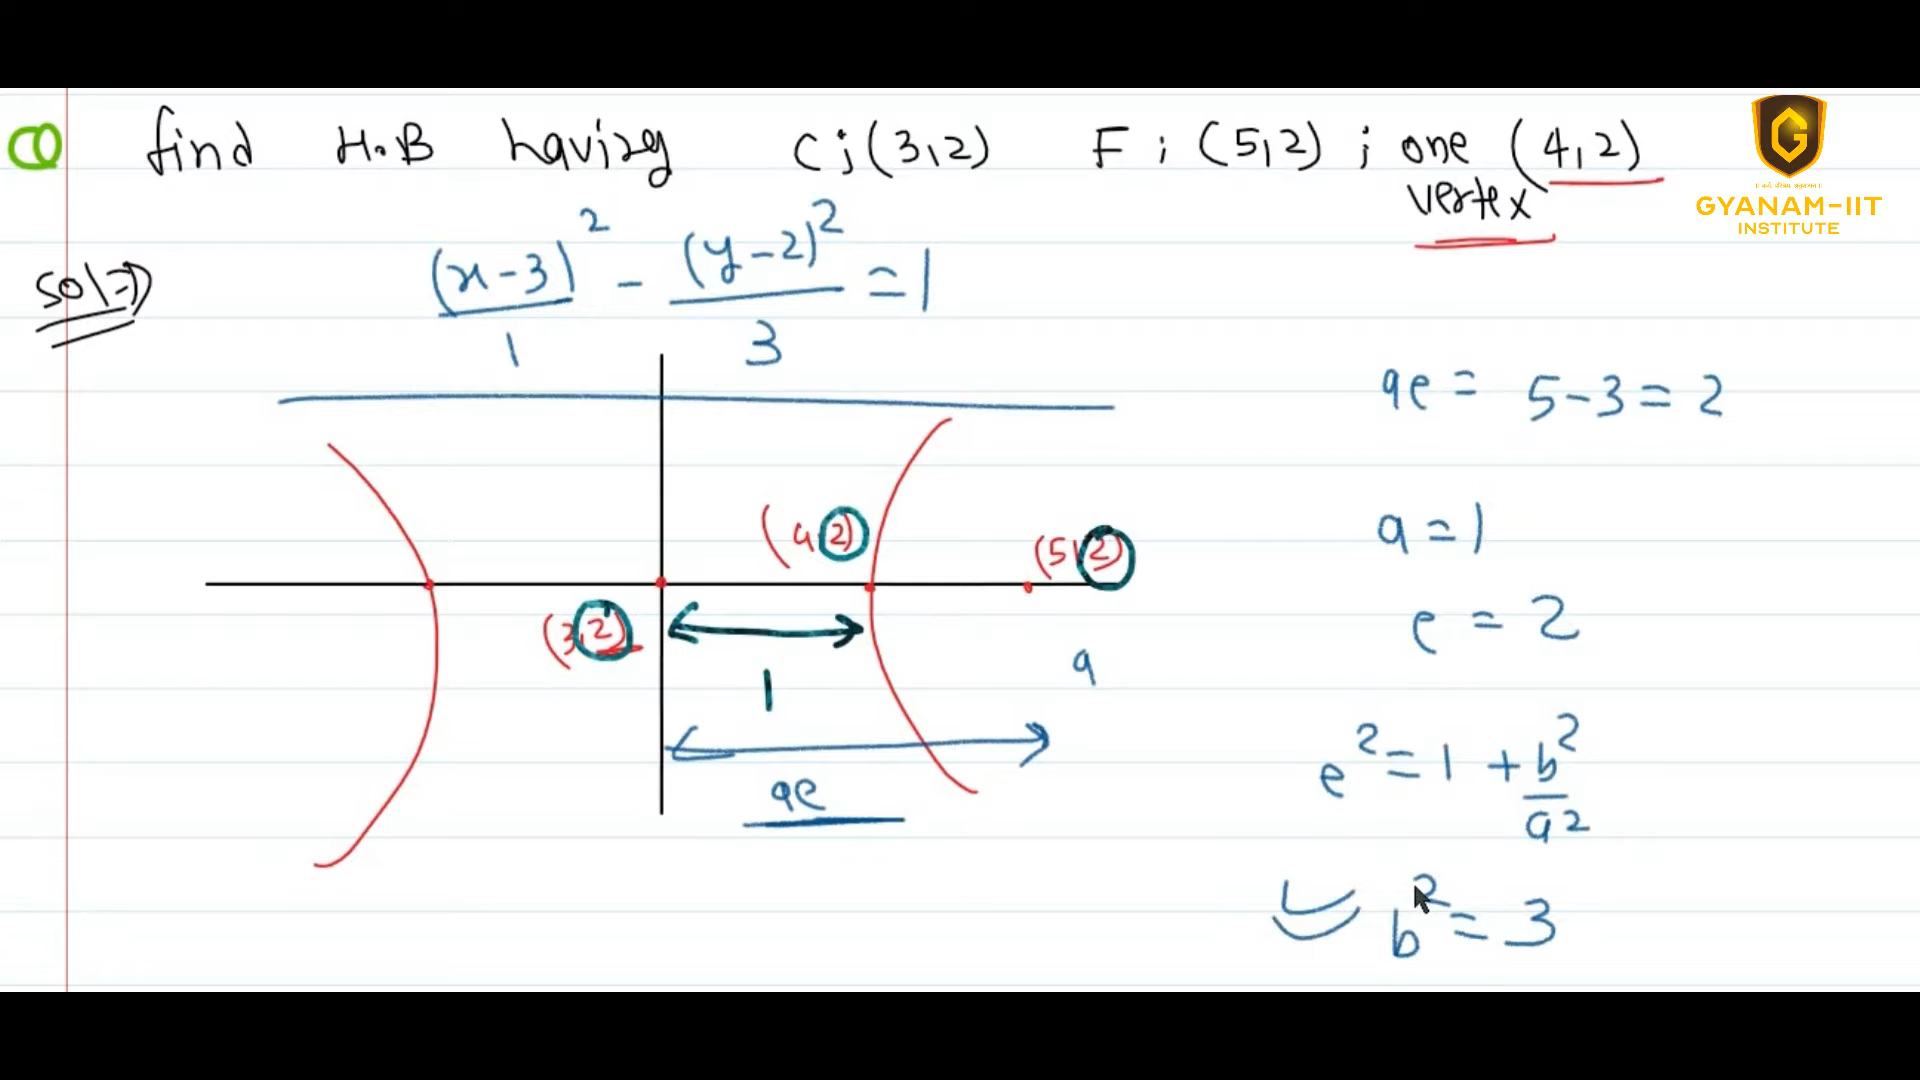 Q find H.B having C;(3,2) F;(5,2); one vertex (4,2)
GYANAM-IIT
INSTITUTE
Sol⇒
(x-3)²/1 - (y-2)²/3 = 1
ae = 5-3 = 2
a = 1
(4 2)
(5,2)
e = 2
(3,2)
1
a
e² = 1 + b²/a²
ae
b² = 3